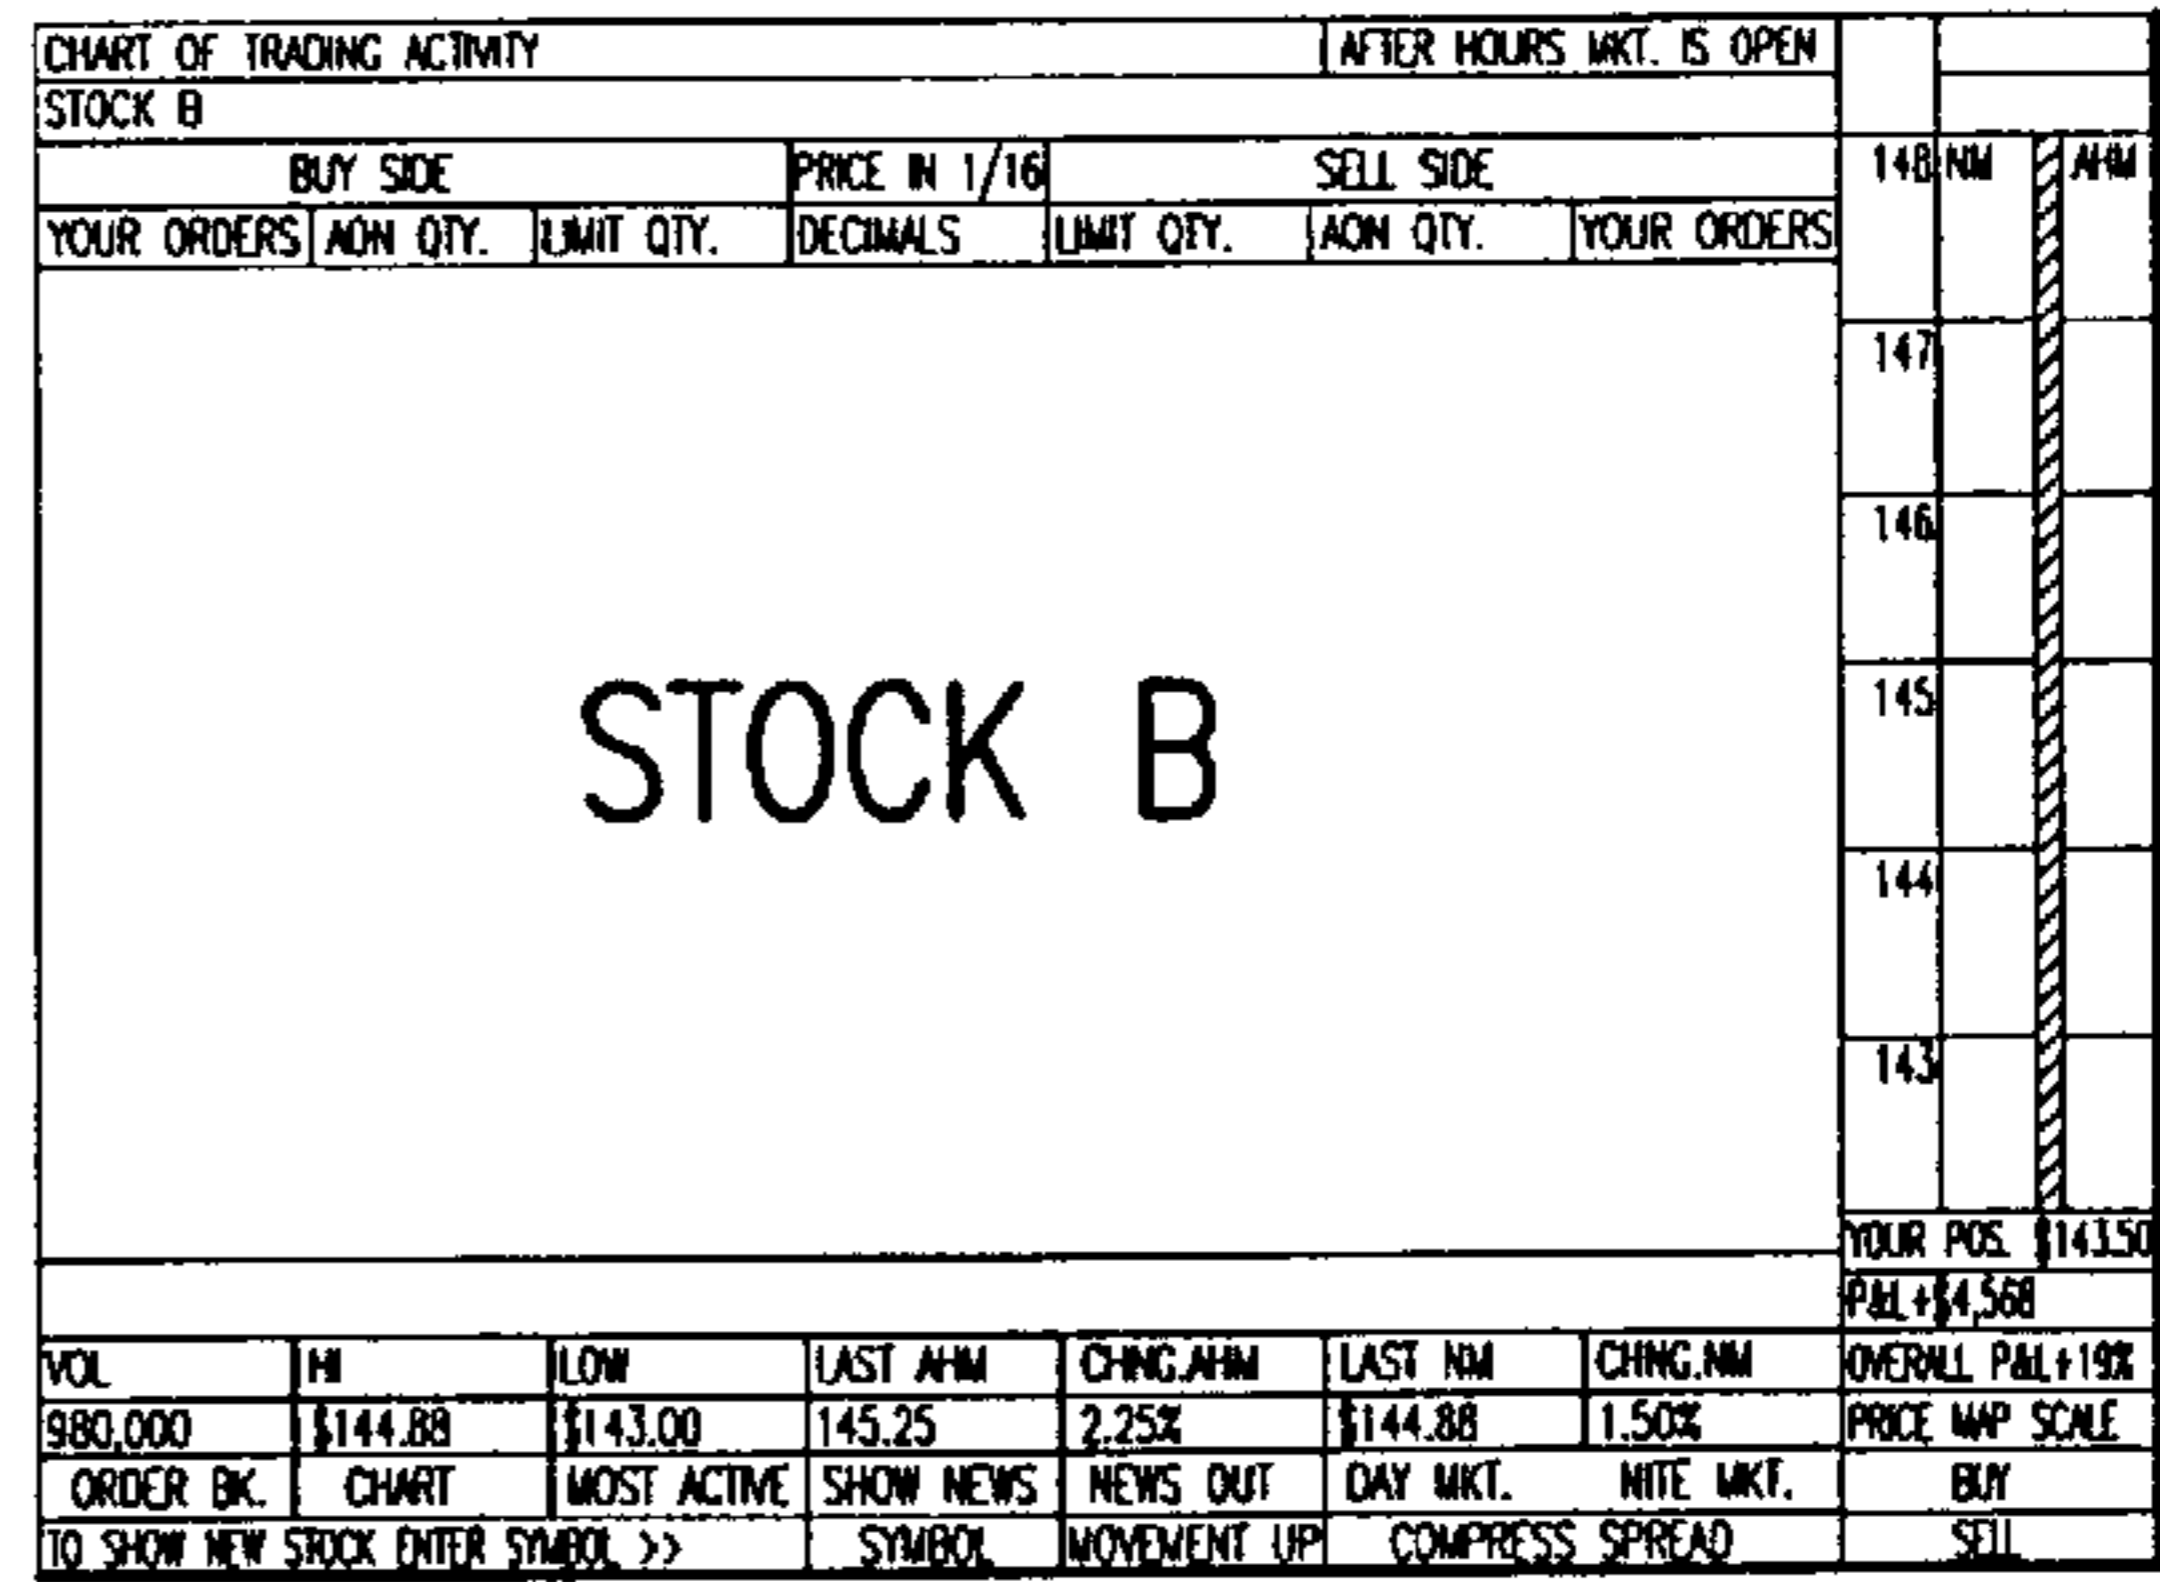 CHART OF TRADING ACTIVITY AFTER HOURS MKT. IS OPEN
STOCK B
BUY SIDE PRICE IN 1/16 SELL SIDE 148 NM AHM
YOUR ORDERS AON QTY. LIMIT QTY. DECIMALS LIMIT QTY. AON QTY. YOUR ORDERS
147
146
145
STOCK B
144
143
YOUR POS. $143.50
P&L+$4,568
VOL HI LOW LAST AHM CHNG.AHM LAST NM CHNG.NM OVERALL P&L+19%
980,000 $144.88 $143.00 145.25 2.25% $144.88 1.50% PRICE MAP SCALE
ORDER BK. CHART MOST ACTIVE SHOW NEWS NEWS OUT DAY MKT. NITE MKT. BUY
TO SHOW NEW STOCK ENTER SYMBOL >> SYMBOL MOVEMENT UP COMPRESS SPREAD SELL